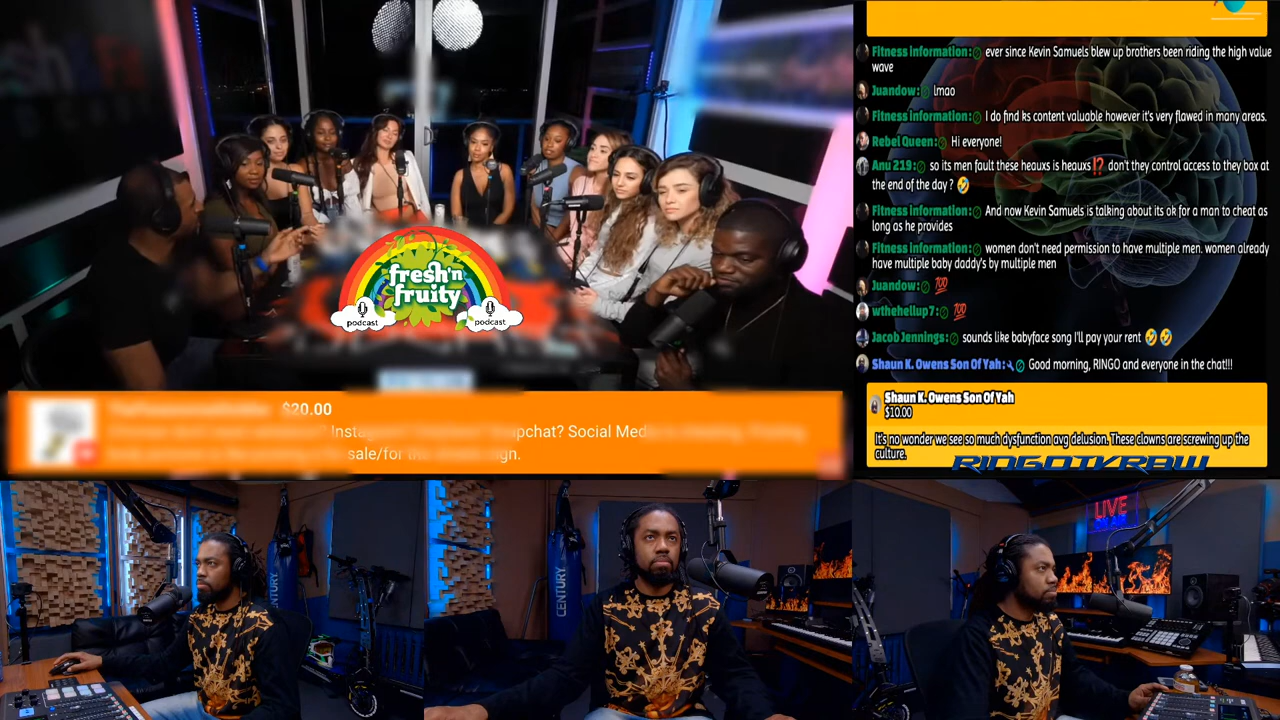 fresh'n
fruity
podcast
podcast
$20.00
Instagram Snapchat? Social Media
sale/for the sign.
Fitness information: ever since Kevin Samuels blew up brothers been riding the high value
wave
Juandow: lmao
Fitness information: I do find ks content valuable however it's very flawed in many areas.
Rebel Queen: Hi everyone!
Anu 219: so its men fault these heauxs is heauxs⁉️ don't they control access to they box at
the end of the day ? 🤣
Fitness information: And now Kevin Samuels is talking about its ok for a man to cheat as
long as he provides
Fitness information: women don't need permission to have multiple men. women already
have multiple baby daddy's by multiple men
Juandow: 💯
wthehellup7: 💯
Jacob Jennings: sounds like babyface song I'll pay your rent 🤣🤣
Shaun K. Owens Son Of Yah: Good morning, RINGO and everyone in the chat!!!
Shaun K. Owens Son Of Yah
$10.00
It's no wonder we see so much dysfunction avg delusion. These clowns are screwing up the
culture.
RINGOTVRAW
CENTURY
CENTURY
LIVE
ON AIR